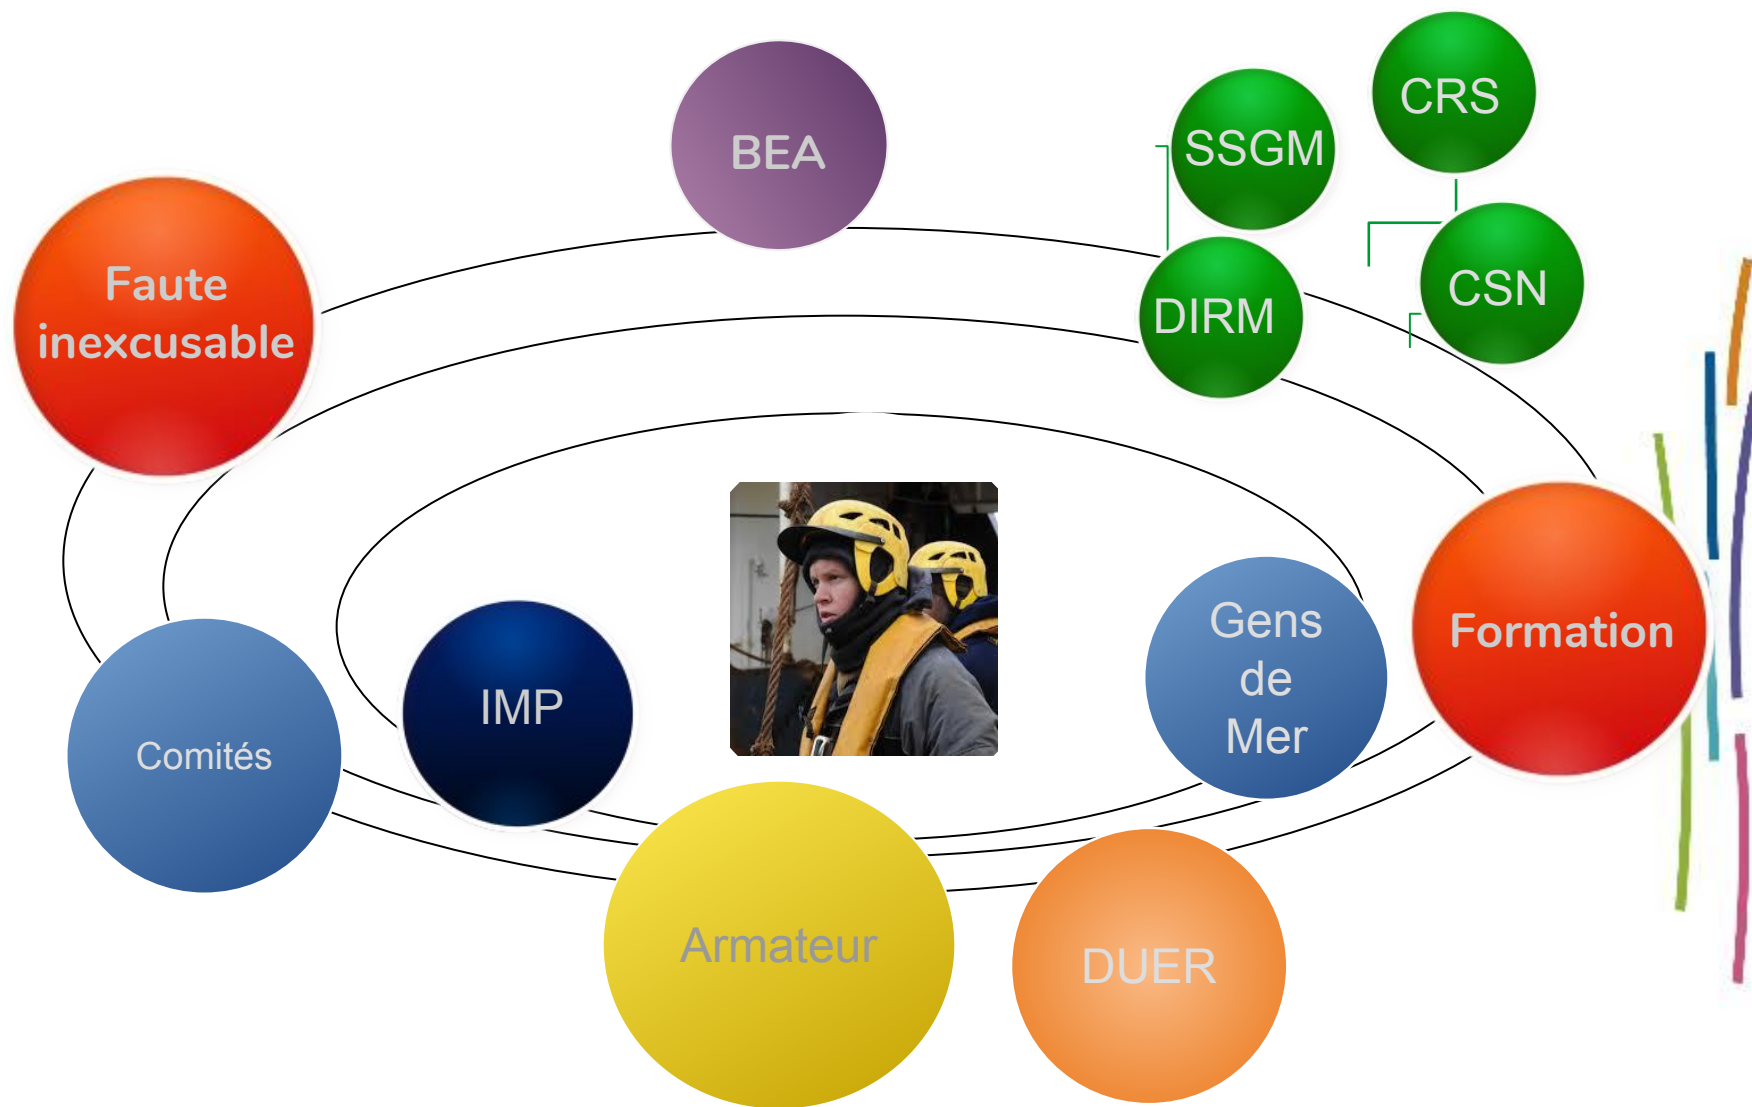 BEA
SSGM
CRS
Faute
inexcusable
DIRM
CSN
Formation
Gens
de
Mer
IMP
Comités
Armateur
DUER